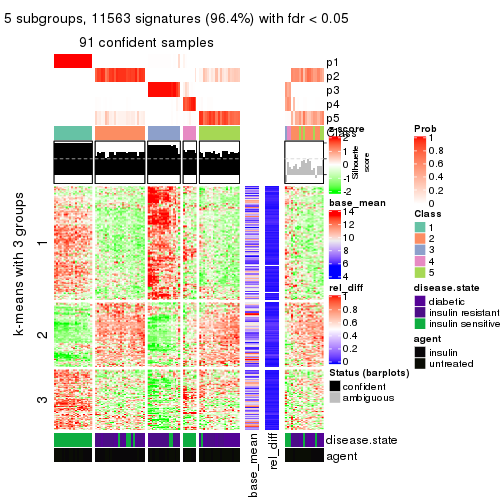 5 subgroups, 11563 signatures (96.4%) with fdr < 0.05
91 confident samples
p1
p2
p3
p4
p5
Class
z-score
2
1
0
-1
-2
Silhouette
score
k-means with 3 groups
1
2
3
base_mean
14
12
10
8
6
4
rel_diff
1
0.8
0.6
0.4
0.2
0
Status (barplots)
confident
ambiguous
Prob
1
0.8
0.6
0.4
0.2
0
Class
1
2
3
4
5
disease.state
diabetic
insulin resistant
insulin sensitive
agent
insulin
untreated
disease.state
agent
base_mean
rel_diff